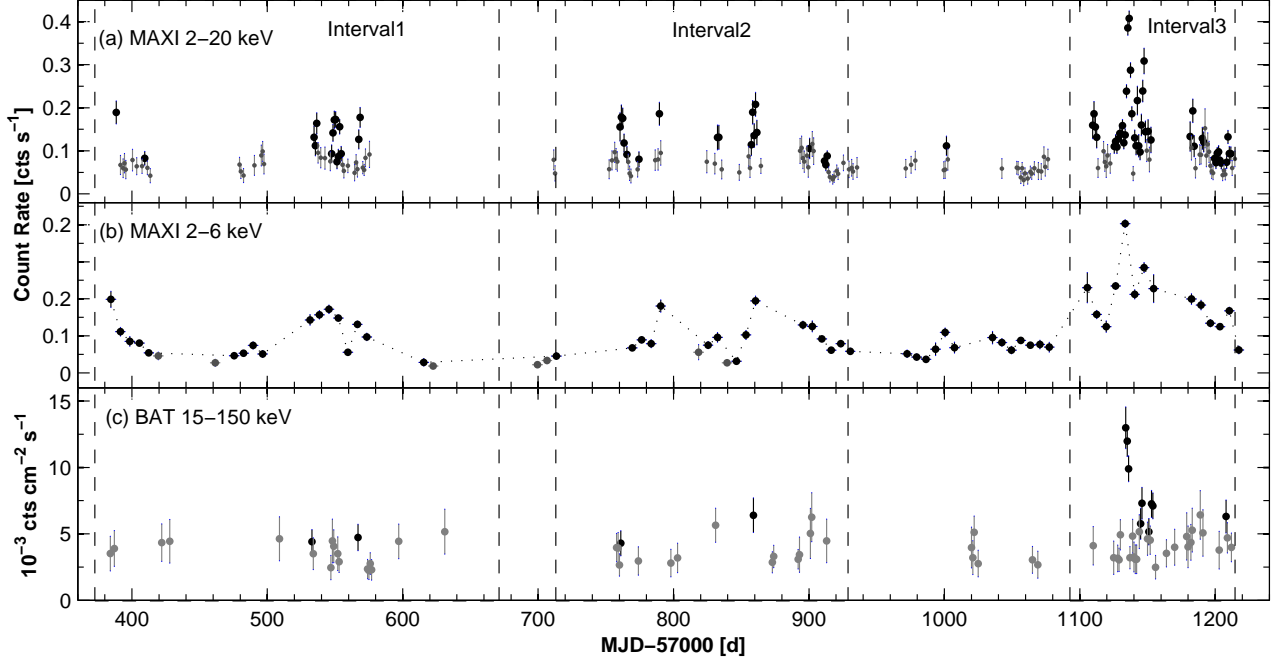 0.4
0.3
0.2
0.1
0
(a) MAXI 2−20 keV
Interval1
Interval2
Interval3
Count Rate [cts s⁻¹]
0.2
0.2
0.1
0
(b) MAXI 2−6 keV
15
10
5
0
(c) BAT 15−150 keV
10⁻³ cts cm⁻² s⁻¹
400 500 600 700 800 900 1000 1100 1200
MJD−57000 [d]